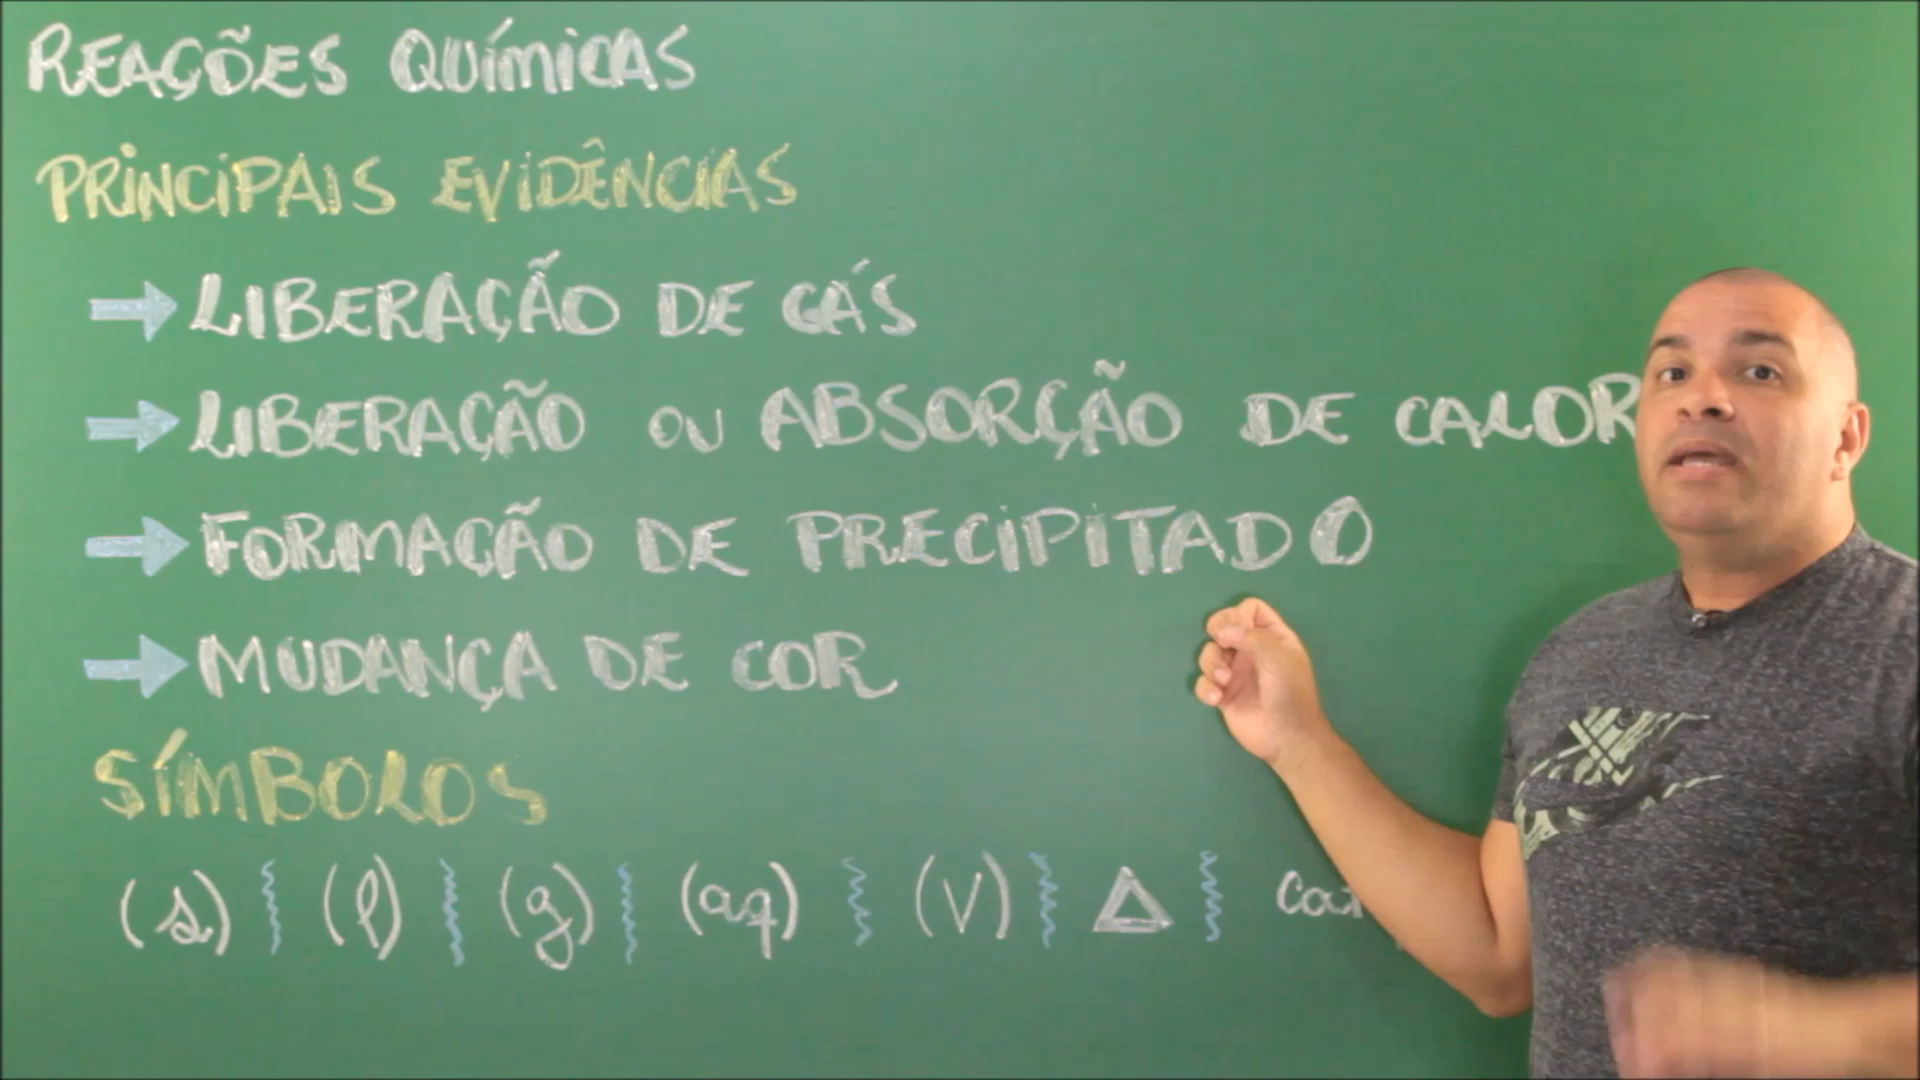 REAÇÕES QUÍMICAS
PRINCIPAIS EVIDÊNCIAS
→ LIBERAÇÃO DE GÁS
→ LIBERAÇÃO OU ABSORÇÃO DE CALOR
→ FORMAÇÃO DE PRECIPITADO
→ MUDANÇA DE COR
SÍMBOLOS
(s) (l) (g) (aq) (V) Δ